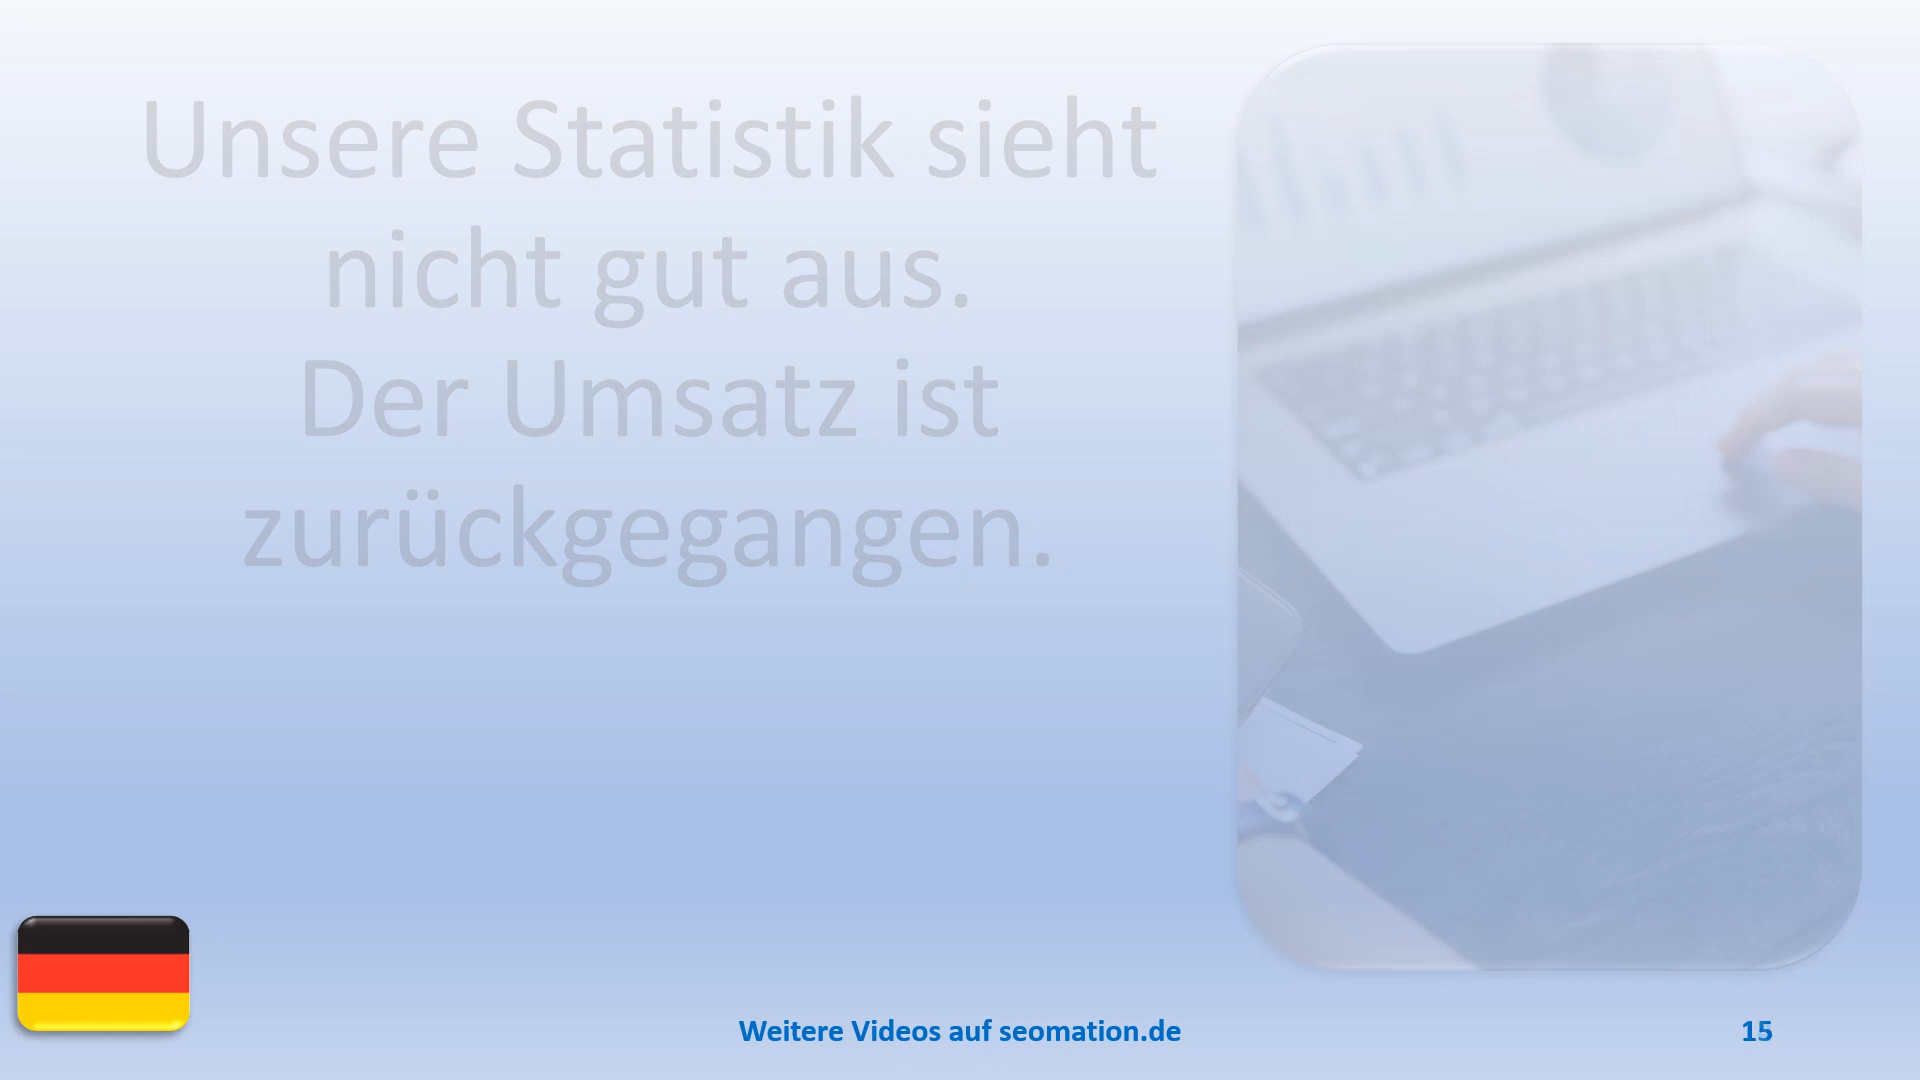 Unsere Statistik sieht
nicht gut aus.
Der Umsatz ist
zurückgegangen.
Weitere Videos auf seomation.de
15